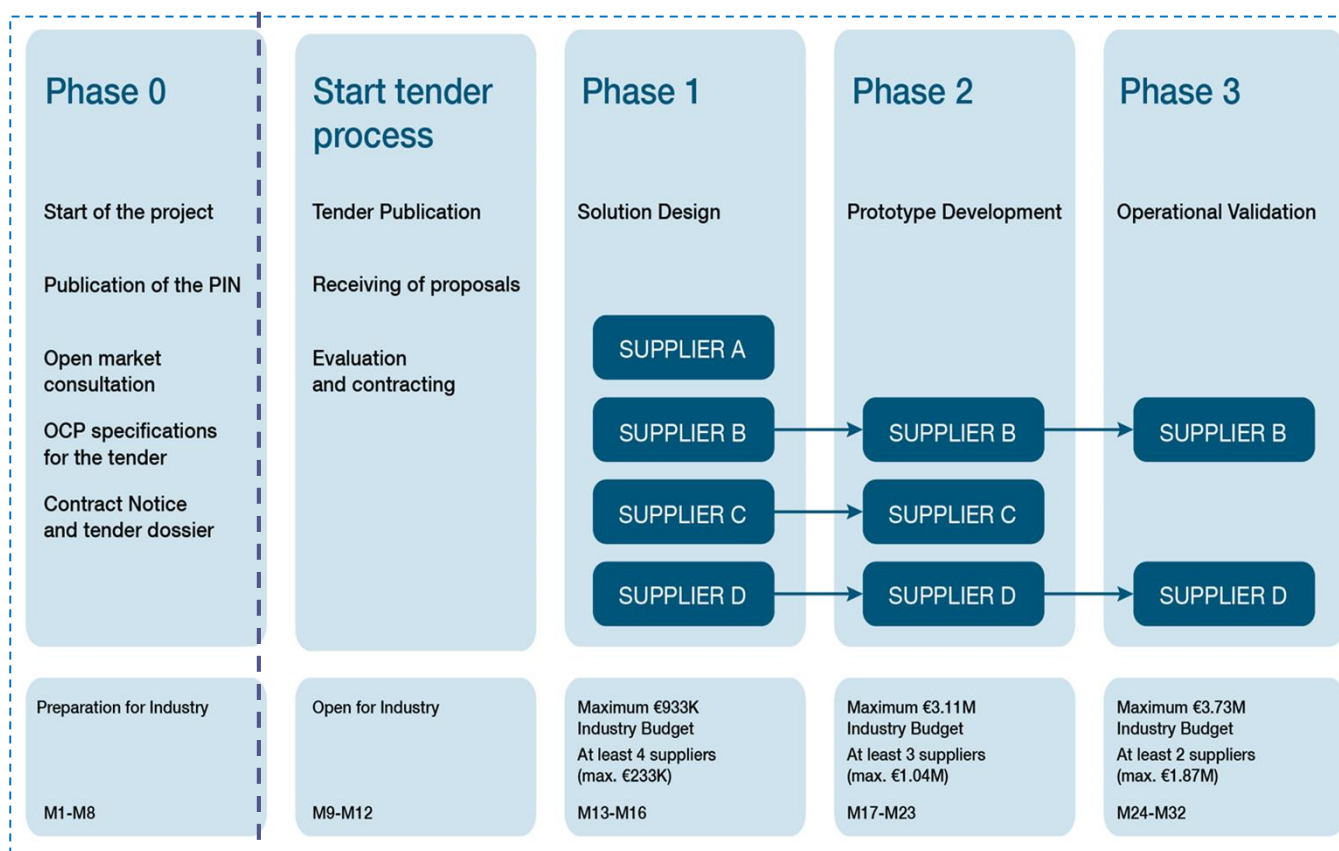 Phase 0
Start of the project
Publication of the PIN
Open market
consultation
OCP specifications
for the tender
Contract Notice
and tender dossier
Preparation for Industry
M1-M8
Start tender
process
Tender Publication
Receiving of proposals
Evaluation
and contracting
Open for Industry
M9-M12
Phase 1
Solution Design
SUPPLIER A
SUPPLIER B
SUPPLIER C
SUPPLIER D
Maximum €933K
Industry Budget
At least 4 suppliers
(max. €233K)
M13-M16
Phase 2
Prototype Development
SUPPLIER B
SUPPLIER C
SUPPLIER D
Maximum €3.11M
Industry Budget
At least 3 suppliers
(max. €1.04M)
M17-M23
Phase 3
Operational Validation
SUPPLIER B
SUPPLIER D
Maximum €3.73M
Industry Budget
At least 2 suppliers
(max. €1.87M)
M24-M32